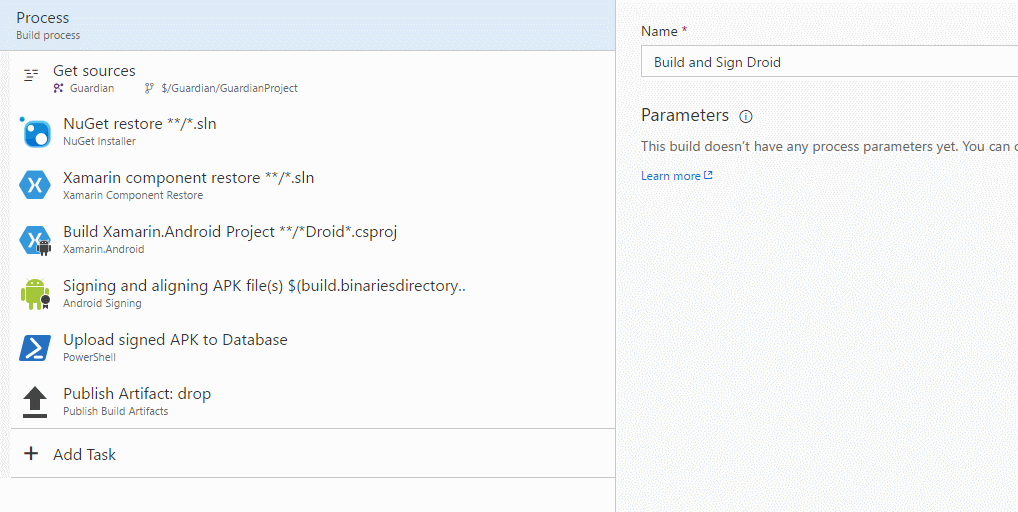 Process
Build process
Get sources
Guardian $/Guardian/GuardianProject
NuGet restore **/*.sln
NuGet Installer
Xamarin component restore **/*.sln
Xamarin Component Restore
Build Xamarin.Android Project **/*Droid*.csproj
Xamarin.Android
Signing and aligning APK file(s) $(build.binariesdirectory..
Android Signing
Upload signed APK to Database
PowerShell
Publish Artifact: drop
Publish Build Artifacts
Add Task
Name *
Build and Sign Droid
Parameters
This build doesn't have any process parameters yet. You can
Learn more